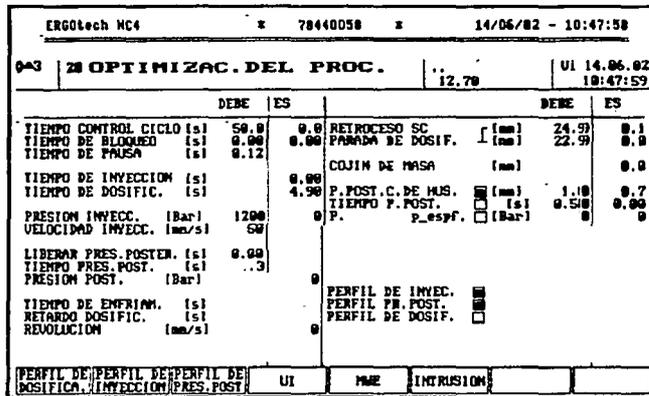 ERGOtech MC4 * 78440058 * 14/06/02 - 10:47:58
0-A3 20 OPTIMIZAC.DEL PROC. .. 12.70 V1 14.06.02 10:47:59
DEBE ES DEBE ES
TIEMPO CONTROL CICLO [s] 50.0 0.0 RETROCESO SC [mm] 24.9 0.1
TIEMPO DE BLOQUEO [s] 0.00 0.00 PARADA DE DOSIF. [mm] 22.9 0.0
TIEMPO DE PAUSA [s] 0.12
COJIN DE MASA [mm] 0.0
TIEMPO DE INYECCION [s] 0.00
TIEMPO DE DOSIFIC. [s] 4.90 P.POST.C.DE HUS. [mm] 0.7
TIEMPO P.POST. [s] 0.00
PRESION INYECC. [Bar] 1200 0 P. p_espf. [Bar] 0 0
VELOCIDAD INYECC. [mm/s]
LIBERAR PRES.POSTER. [s] 0.00
TIEMPO PRES.POST. [s] ..3
PRESION POST. [Bar] 0
PERFIL DE INYEC.
TIEMPO DE ENFRIAM. [s] PERFIL PR.POST.
RETARDO DOSIFIC. [s] PERFIL DE DOSIF.
REVOLUCION [mm/s] 0
PERFIL DE DOSIFICA. PERFIL DE INYECCION PERFIL DE PRES.POST UI MWE INTRUSION